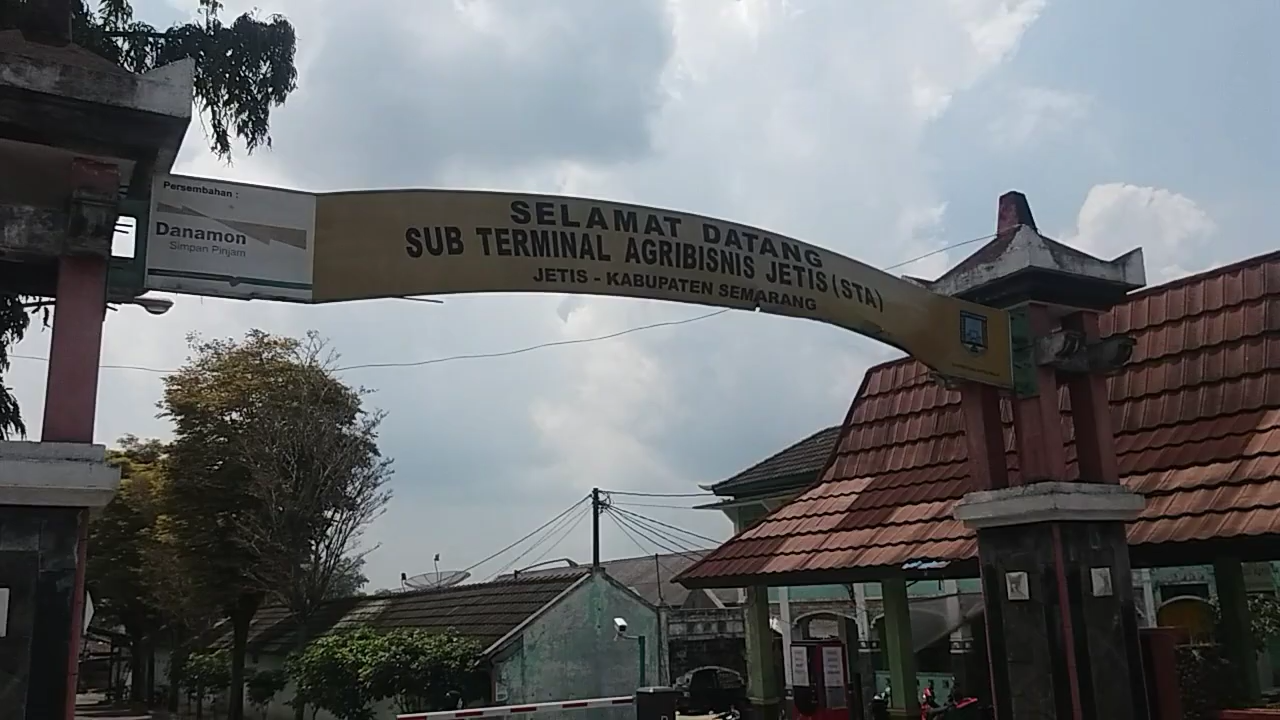 Persembahan :
Danamon
Simpan Pinjam
SELAMAT DATANG
SUB TERMINAL AGRIBISNIS JETIS (STA)
JETIS - KABUPATEN SEMARANG